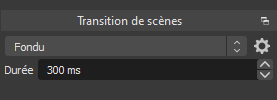 Transition de scènes
Fondu
Durée 300 ms